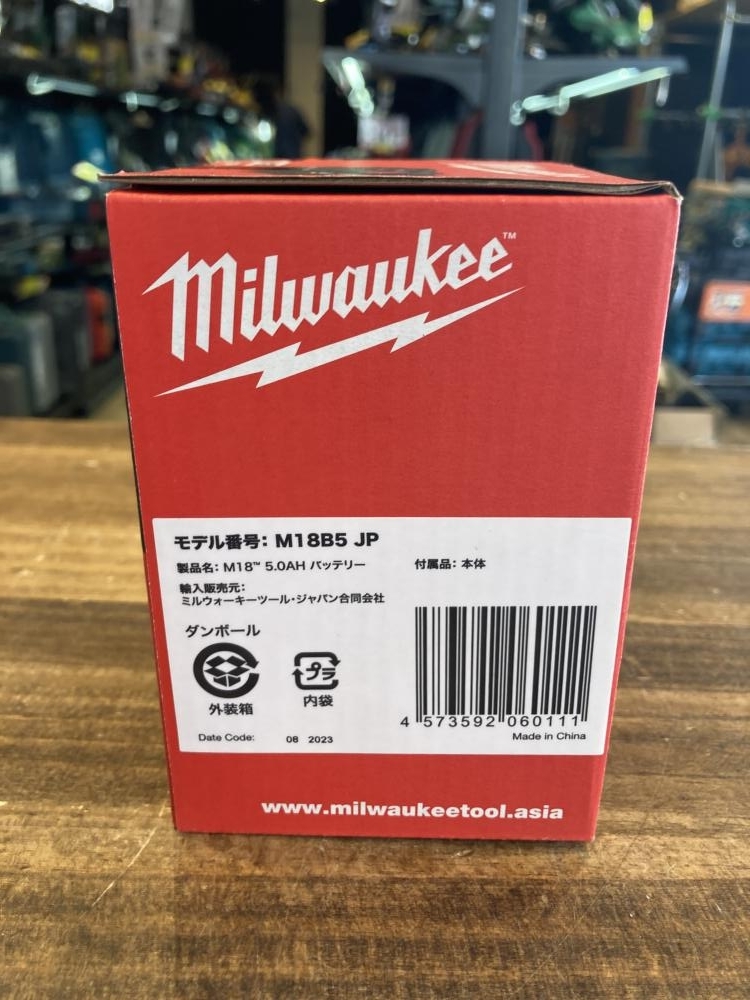 Milwaukee™
モデル番号: M18B5 JP
製品名: M18™ 5.0AH バッテリー
付属品: 本体
輸入販売元:
ミルウォーキーツール・ジャパン合同会社
ダンボール
外装箱
プラ
内袋
4 573592 060111
Date Code: 08 2023
Made in China
www.milwaukeetool.asia